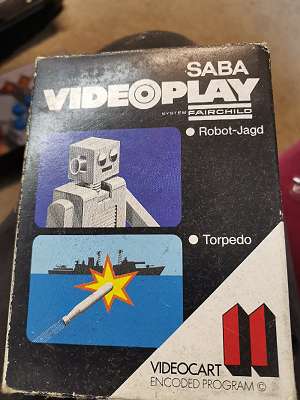 SABA
VIDEOPLAY
SYSTEM FAIRCHILD
Robot-Jagd
Torpedo
VIDEOCART
11
ENCODED PROGRAM ©